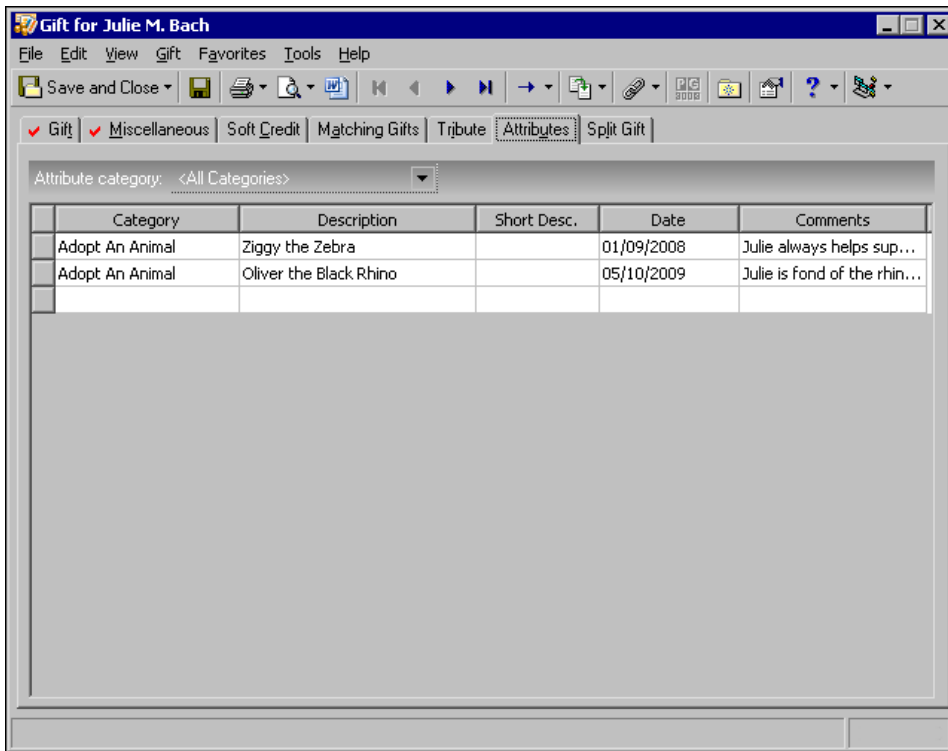 Gift for Julie M. Bach
File Edit View Gift Favorites Tools Help
Save and Close
Gift Miscellaneous Soft Credit Matching Gifts Tribute Attributes Split Gift
Attribute category: <All Categories>
Category Description Short Desc. Date Comments
Adopt An Animal Ziggy the Zebra 01/09/2008 Julie always helps sup...
Adopt An Animal Oliver the Black Rhino 05/10/2009 Julie is fond of the rhin...